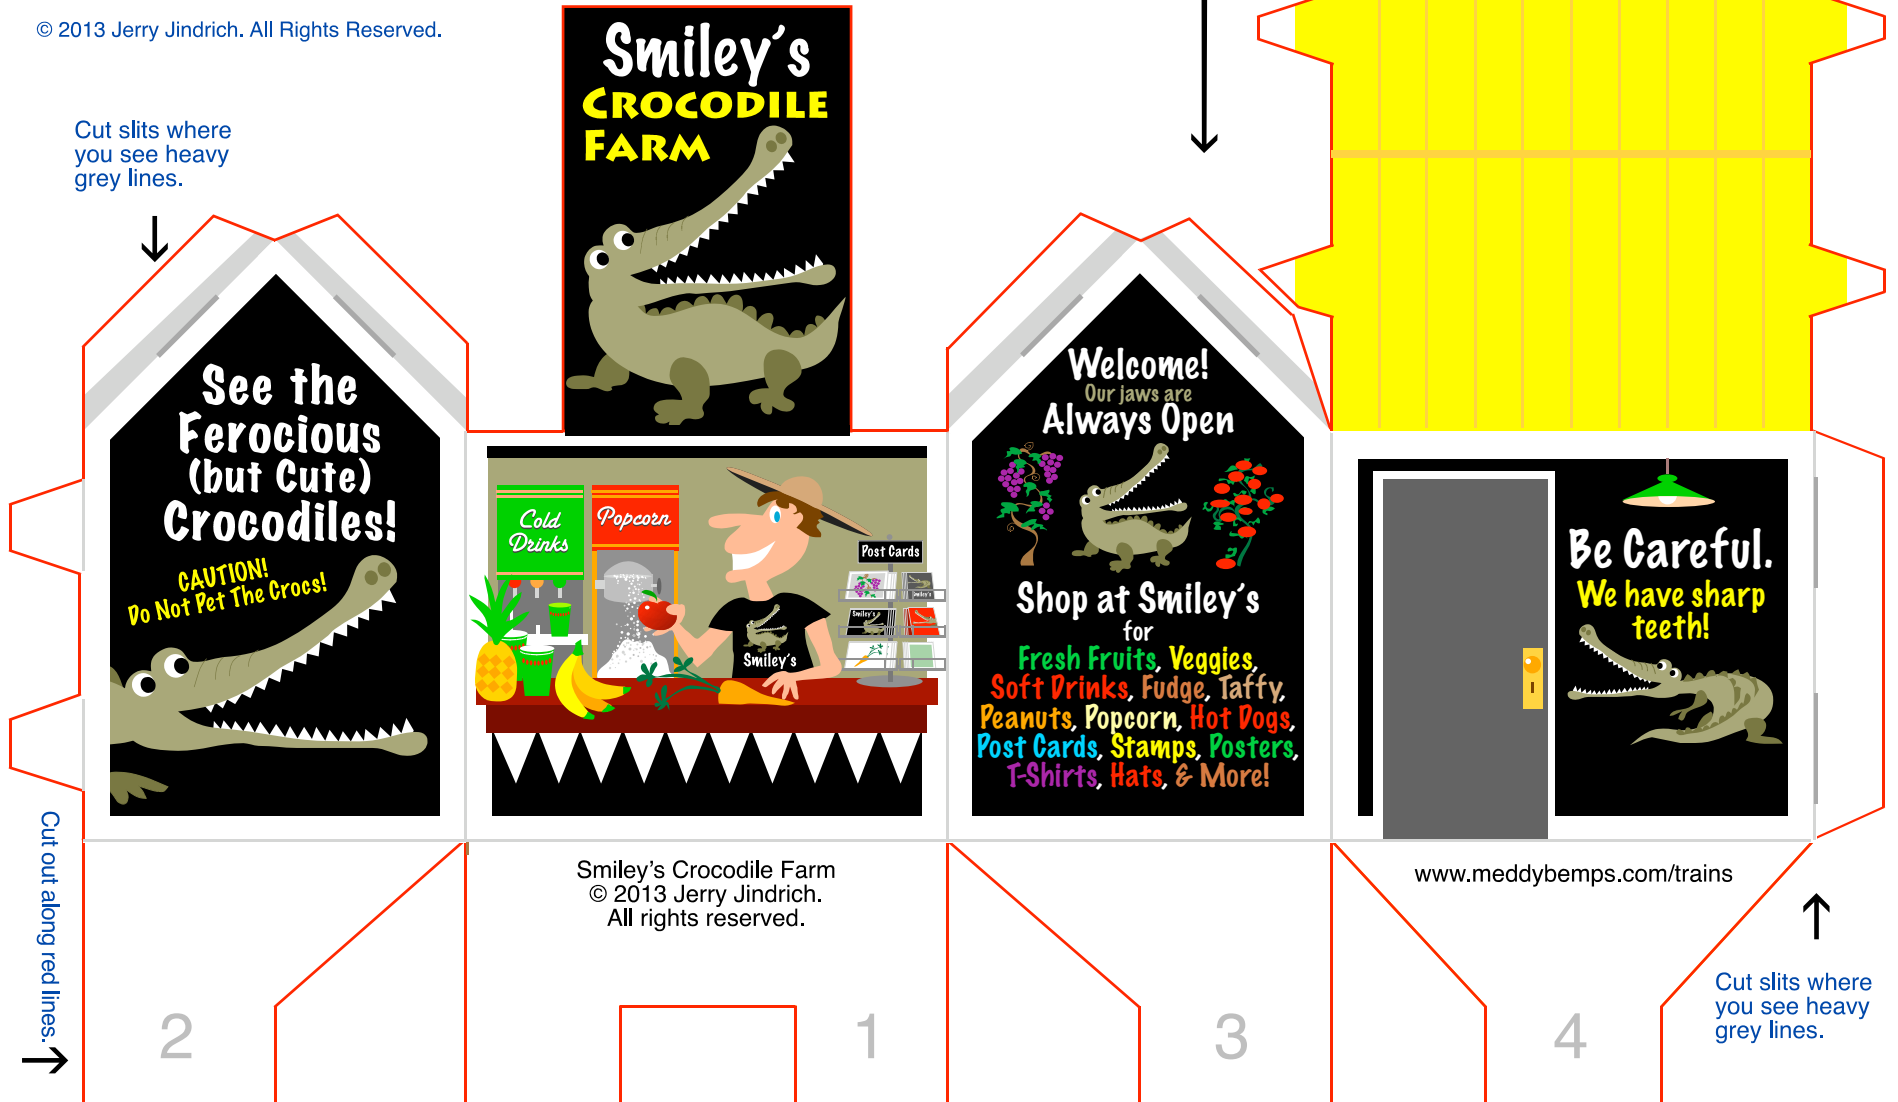 © 2013 Jerry Jindrich. All Rights Reserved.
Cut slits where
you see heavy
grey lines.
Smiley's
CROCODILE
FARM
See the
Ferocious
(but Cute)
Crocodiles!
CAUTION!
Do Not Pet The Crocs!
Cold
Drinks
Popcorn
Post Cards
Smiley's
Smiley's
Smiley's
Welcome!
Our jaws are
Always Open
Shop at Smiley's
for
Fresh Fruits, Veggies,
Soft Drinks, Fudge, Taffy,
Peanuts, Popcorn, Hot Dogs,
Post Cards, Stamps, Posters,
T-Shirts, Hats, & More!
Be Careful.
We have sharp
teeth!
Cut out along red lines.
Smiley's Crocodile Farm
© 2013 Jerry Jindrich.
All rights reserved.
www.meddybemps.com/trains
Cut slits where
you see heavy
grey lines.
2
1
3
4